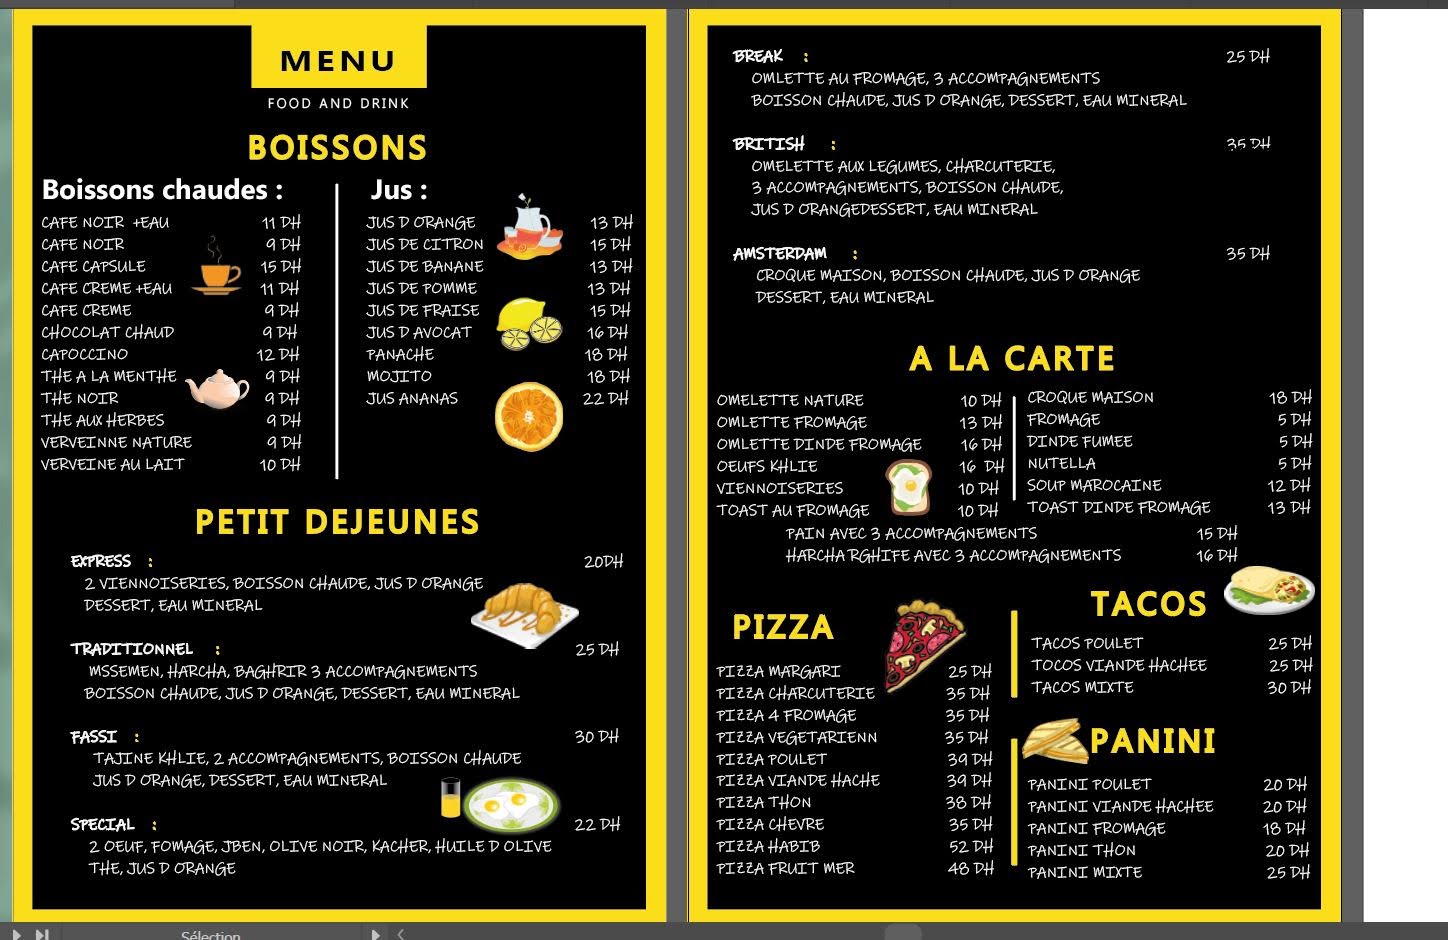 MENU
FOOD AND DRINK
BOISSONS
Boissons chaudes :
CAFE NOIR +EAU 11 DH
CAFE NOIR 9 DH
CAFE CAPSULE 15 DH
CAFE CREME +EAU 11 DH
CAFE CREME 9 DH
CHOCOLAT CHAUD 9 DH
CAPOCCINO 12 DH
THE A LA MENTHE 9 DH
THE NOIR 9 DH
THE AUX HERBES 9 DH
VERVEINNE NATURE 9 DH
VERVEINE AU LAIT 10 DH
Jus :
JUS D ORANGE 13 DH
JUS DE CITRON 15 DH
JUS DE BANANE 13 DH
JUS DE POMME 13 DH
JUS DE FRAISE 15 DH
JUS D AVOCAT 16 DH
PANACHE 18 DH
MOJITO 18 DH
JUS ANANAS 22 DH
PETIT DEJEUNES
EXPRESS : 20DH
2 VIENNOISERIES, BOISSON CHAUDE, JUS D ORANGE
DESSERT, EAU MINERAL
TRADITIONNEL : 25 DH
MSSEMEN, HARCHA, BAGHRIR 3 ACCOMPAGNEMENTS
BOISSON CHAUDE, JUS D ORANGE, DESSERT, EAU MINERAL
FASSI : 30 DH
TAJINE KHLIE, 2 ACCOMPAGNEMENTS, BOISSON CHAUDE
JUS D ORANGE, DESSERT, EAU MINERAL
SPECIAL : 22 DH
2 OEUF, FOMAGE, JBEN, OLIVE NOIR, KACHER, HUILE D OLIVE
THE, JUS D ORANGE
BREAK : 25 DH
OMLETTE AU FROMAGE, 3 ACCOMPAGNEMENTS
BOISSON CHAUDE, JUS D ORANGE, DESSERT, EAU MINERAL
BRITISH : 35 DH
OMELETTE AUX LEGUMES, CHARCUTERIE,
3 ACCOMPAGNEMENTS, BOISSON CHAUDE,
JUS D ORANGEDESSERT, EAU MINERAL
AMSTERDAM : 35 DH
CROQUE MAISON, BOISSON CHAUDE, JUS D ORANGE
DESSERT, EAU MINERAL
A LA CARTE
OMELETTE NATURE 10 DH
OMLETTE FROMAGE 13 DH
OMLETTE DINDE FROMAGE 16 DH
OEUFS KHLIE 16 DH
VIENNOISERIES 10 DH
TOAST AU FROMAGE 10 DH
CROQUE MAISON 18 DH
FROMAGE 5 DH
DINDE FUMEE 5 DH
NUTELLA 5 DH
SOUP MAROCAINE 12 DH
TOAST DINDE FROMAGE 13 DH
PAIN AVEC 3 ACCOMPAGNEMENTS 15 DH
HARCHA RGHIFE AVEC 3 ACCOMPAGNEMENTS 16 DH
PIZZA
PIZZA MARGARI 25 DH
PIZZA CHARCUTERIE 35 DH
PIZZA 4 FROMAGE 35 DH
PIZZA VEGETARIENN 35 DH
PIZZA POULET 39 DH
PIZZA VIANDE HACHE 39 DH
PIZZA THON 38 DH
PIZZA CHEVRE 35 DH
PIZZA HABIB 52 DH
PIZZA FRUIT MER 48 DH
TACOS
TACOS POULET 25 DH
TOCOS VIANDE HACHEE 25 DH
TACOS MIXTE 30 DH
PANINI
PANINI POULET 20 DH
PANINI VIANDE HACHEE 20 DH
PANINI FROMAGE 18 DH
PANINI THON 20 DH
PANINI MIXTE 25 DH
Sélection